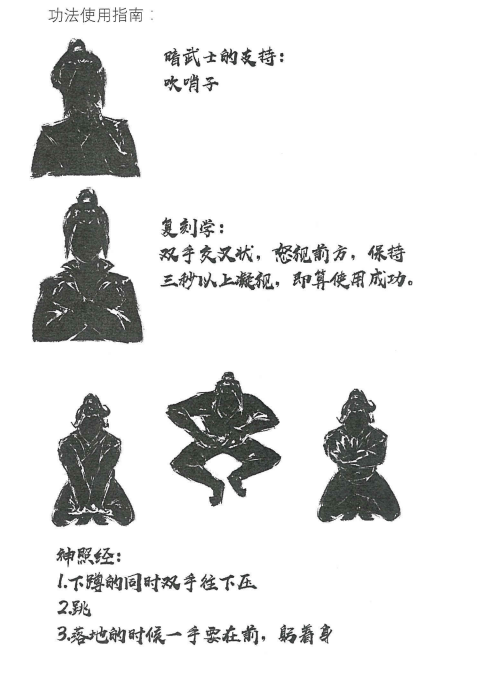 功法使用指南：
暗武士的支持：
吹哨子
复刻学：
双手交叉状，怒视前方，保持
三秒以上凝视，即算使用成功。
神照经：
1.下蹲的同时双手往下压
2.跳
3.落地的时候一手要在前，躬着身